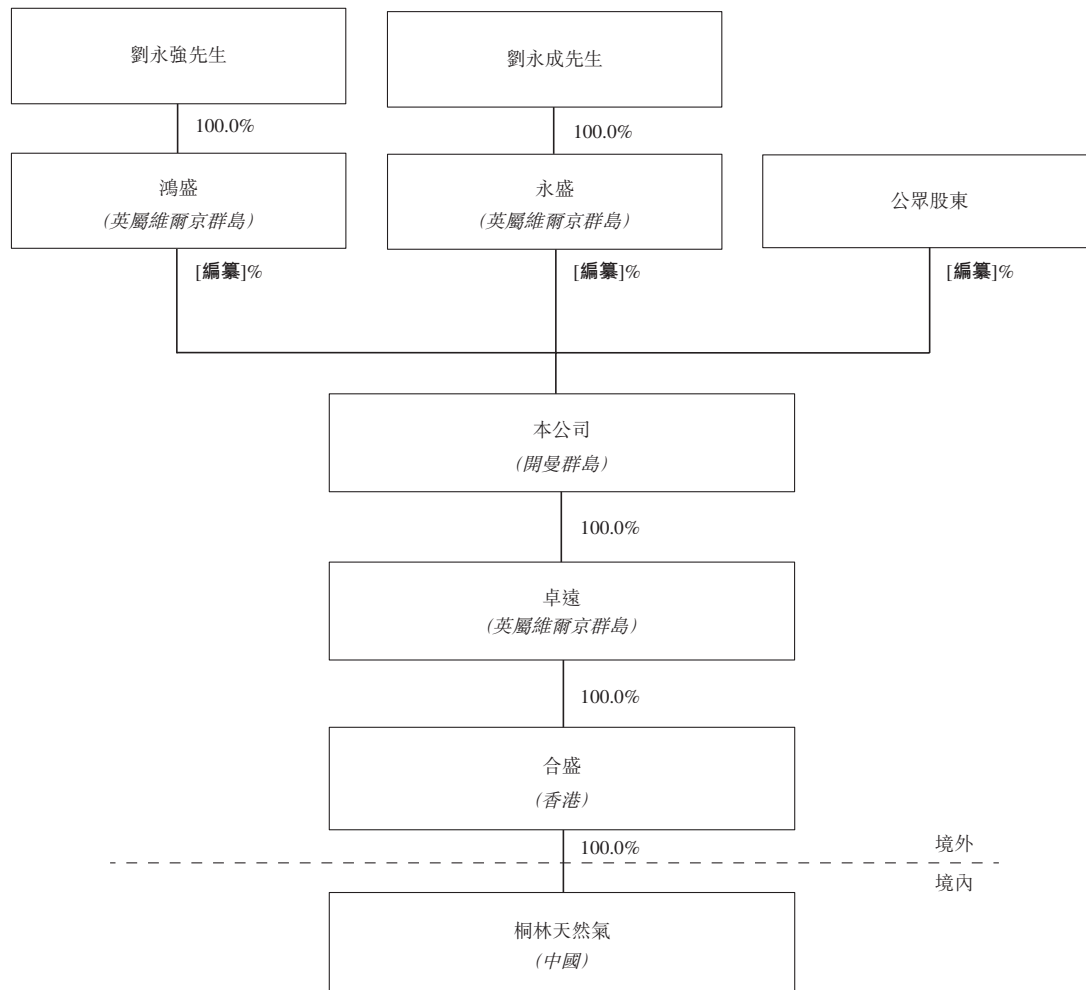 劉永強先生
劉永成先生
100.0%
100.0%
鴻盛
(英屬維爾京群島)
永盛
(英屬維爾京群島)
公眾股東
[編纂]%
[編纂]%
[編纂]%
本公司
(開曼群島)
100.0%
卓遠
(英屬維爾京群島)
100.0%
合盛
(香港)
100.0%
境外
境內
桐林天然氣
(中國)